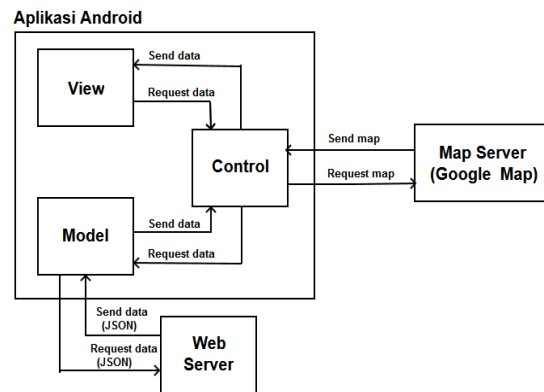 Aplikasi Android
Send data
View
Request data
Send map
Control
Map Server
(Google Map)
Request map
Send data
Model
Request data
Send data
(JSON)
Web
Server
Request data
(JSON)